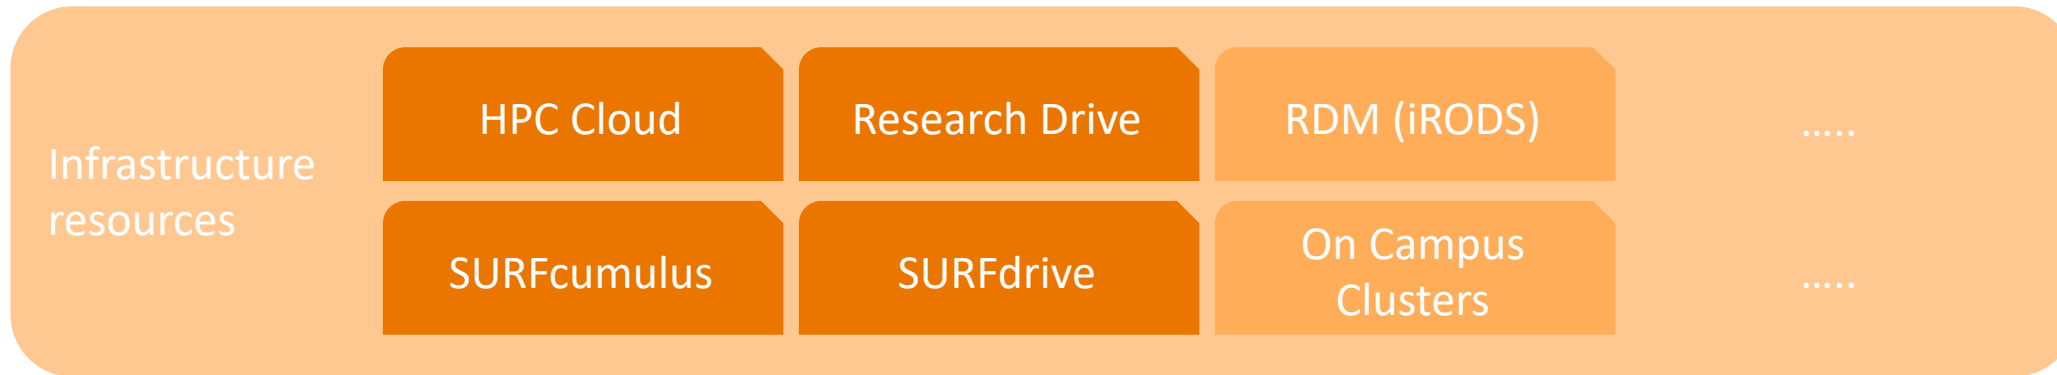 Infrastructure
resources
HPC Cloud
Research Drive
RDM (iRODS)
.....
SURFcumulus
SURFdrive
On Campus
Clusters
.....